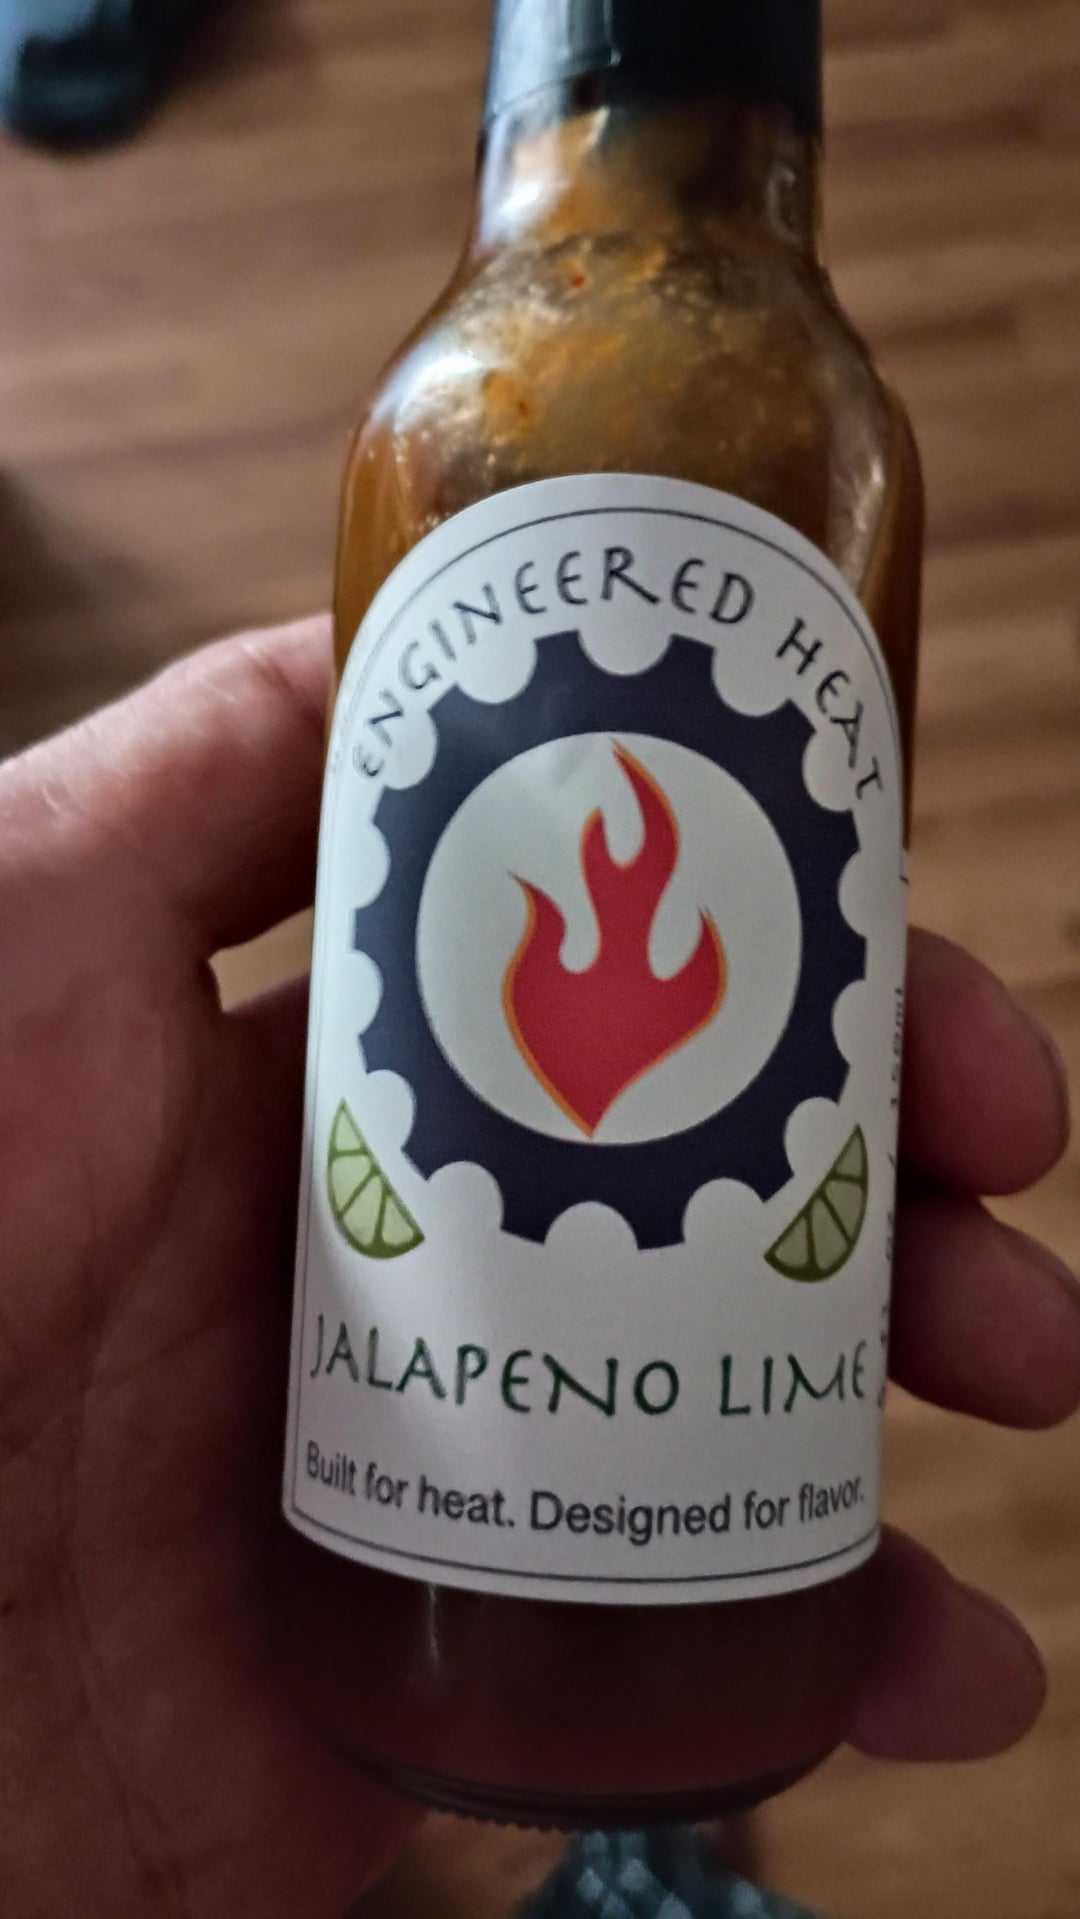 ENGINEERED HEAT
JALAPENO LIME
Built for heat. Designed for flavor.